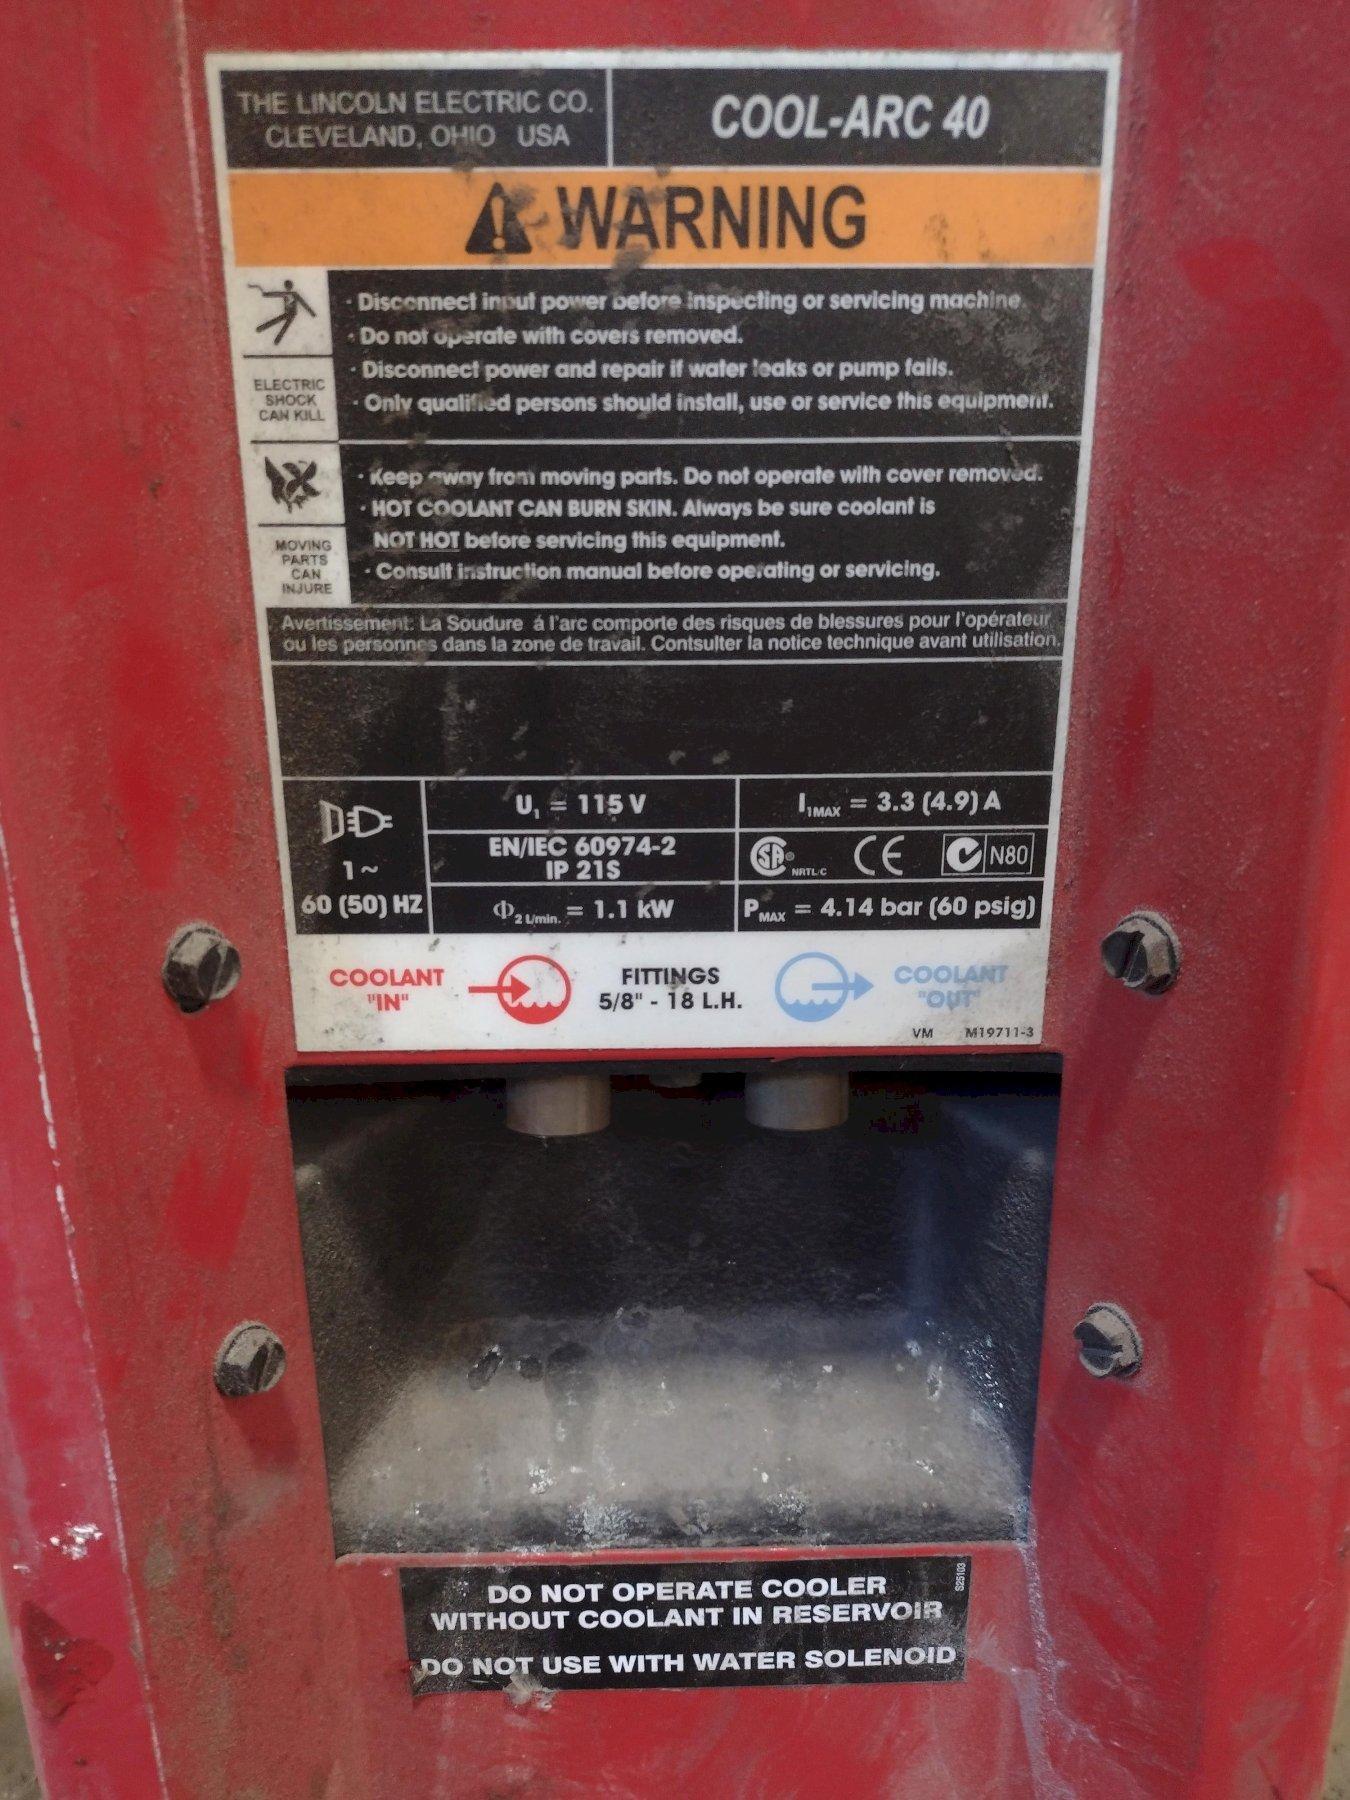 THE LINCOLN ELECTRIC CO.
CLEVELAND, OHIO USA
COOL-ARC 40
WARNING
ELECTRIC
SHOCK
CAN KILL
· Disconnect input power before inspecting or servicing machine.
· Do not operate with covers removed.
· Disconnect power and repair if water leaks or pump fails.
· Only qualified persons should install, use or service this equipment.
MOVING
PARTS
CAN
INJURE
· Keep away from moving parts. Do not operate with cover removed.
· HOT COOLANT CAN BURN SKIN. Always be sure coolant is
NOT HOT before servicing this equipment.
· Consult instruction manual before operating or servicing.
Avertissement: La Soudure á l'arc comporte des risques de blessures pour l'opérateur
ou les personnes dans la zone de travail. Contsulter la notice technique avant utilisation.
1~
60 (50) HZ
U1 = 115 V
I1MAX = 3.3 (4.9) A
EN/IEC 60974-2
IP 21S
SA® NRTL/C CE N80
Φ2 L/min. = 1.1 kW
PMAX = 4.14 bar (60 psig)
COOLANT
"IN"
FITTINGS
5/8" - 18 L.H.
COOLANT
"OUT"
VM M19711-3
DO NOT OPERATE COOLER
WITHOUT COOLANT IN RESERVOIR
DO NOT USE WITH WATER SOLENOID
S25103